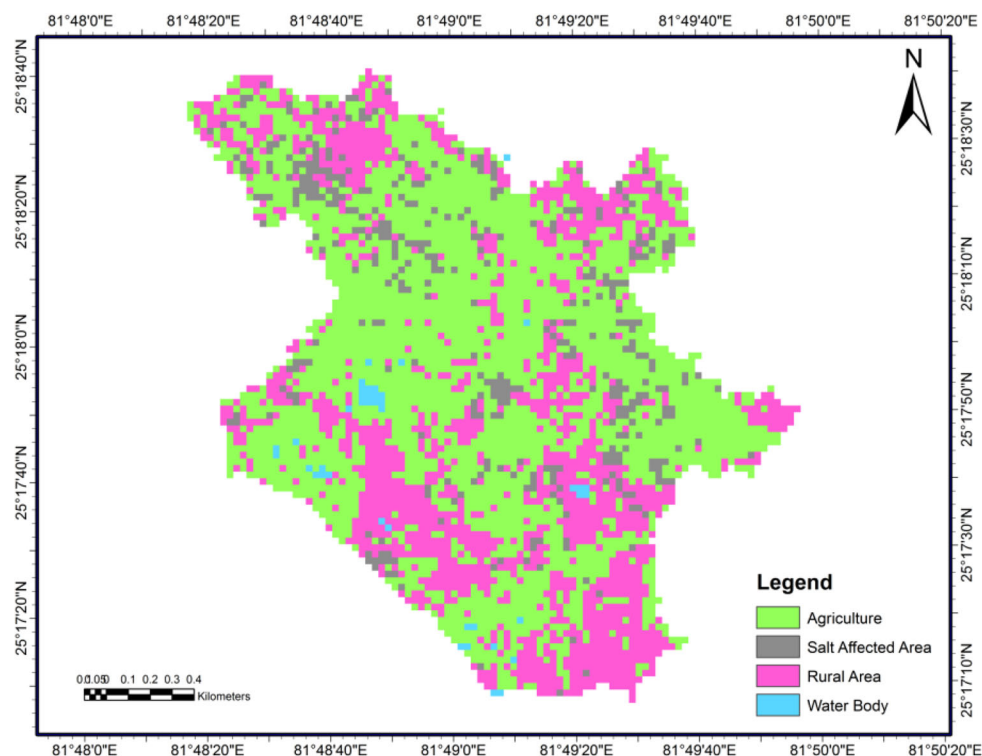 81°48'0"E 81°48'20"E 81°48'40"E 81°49'0"E 81°49'20"E 81°49'40"E 81°50'0"E 81°50'20"E
N
25°18'40"N
25°18'30"N
25°18'20"N
25°18'10"N
25°18'0"N
25°17'50"N
25°17'40"N
25°17'30"N
25°17'20"N
25°17'10"N
Legend
Agriculture
Salt Affected Area
Rural Area
Water Body
0.1 0.2 0.3 0.4
Kilometers
81°48'0"E 81°48'20"E 81°48'40"E 81°49'0"E 81°49'20"E 81°49'40"E 81°50'0"E 81°50'20"E